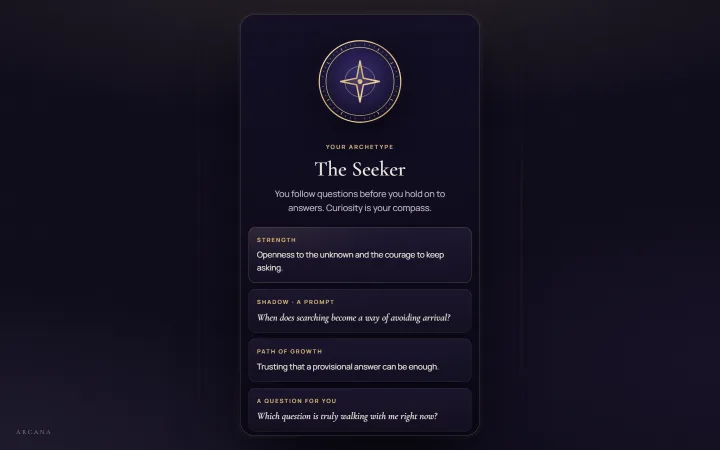 YOUR ARCHETYPE
The Seeker
You follow questions before you hold on to
answers. Curiosity is your compass.
STRENGTH
Openness to the unknown and the courage to keep
asking.
SHADOW · A PROMPT
When does searching become a way of avoiding arrival?
PATH OF GROWTH
Trusting that a provisional answer can be enough.
A QUESTION FOR YOU
Which question is truly walking with me right now?
ARCANA